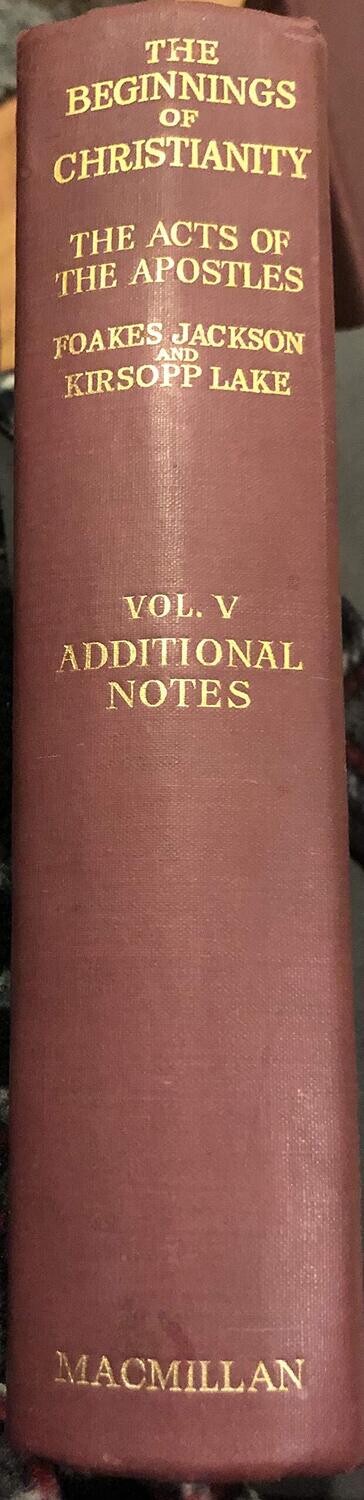 THE
BEGINNINGS
OF
CHRISTIANITY
THE ACTS OF
THE APOSTLES
FOAKES JACKSON
AND
KIRSOPP LAKE
VOL. V
ADDITIONAL
NOTES
MACMILLAN